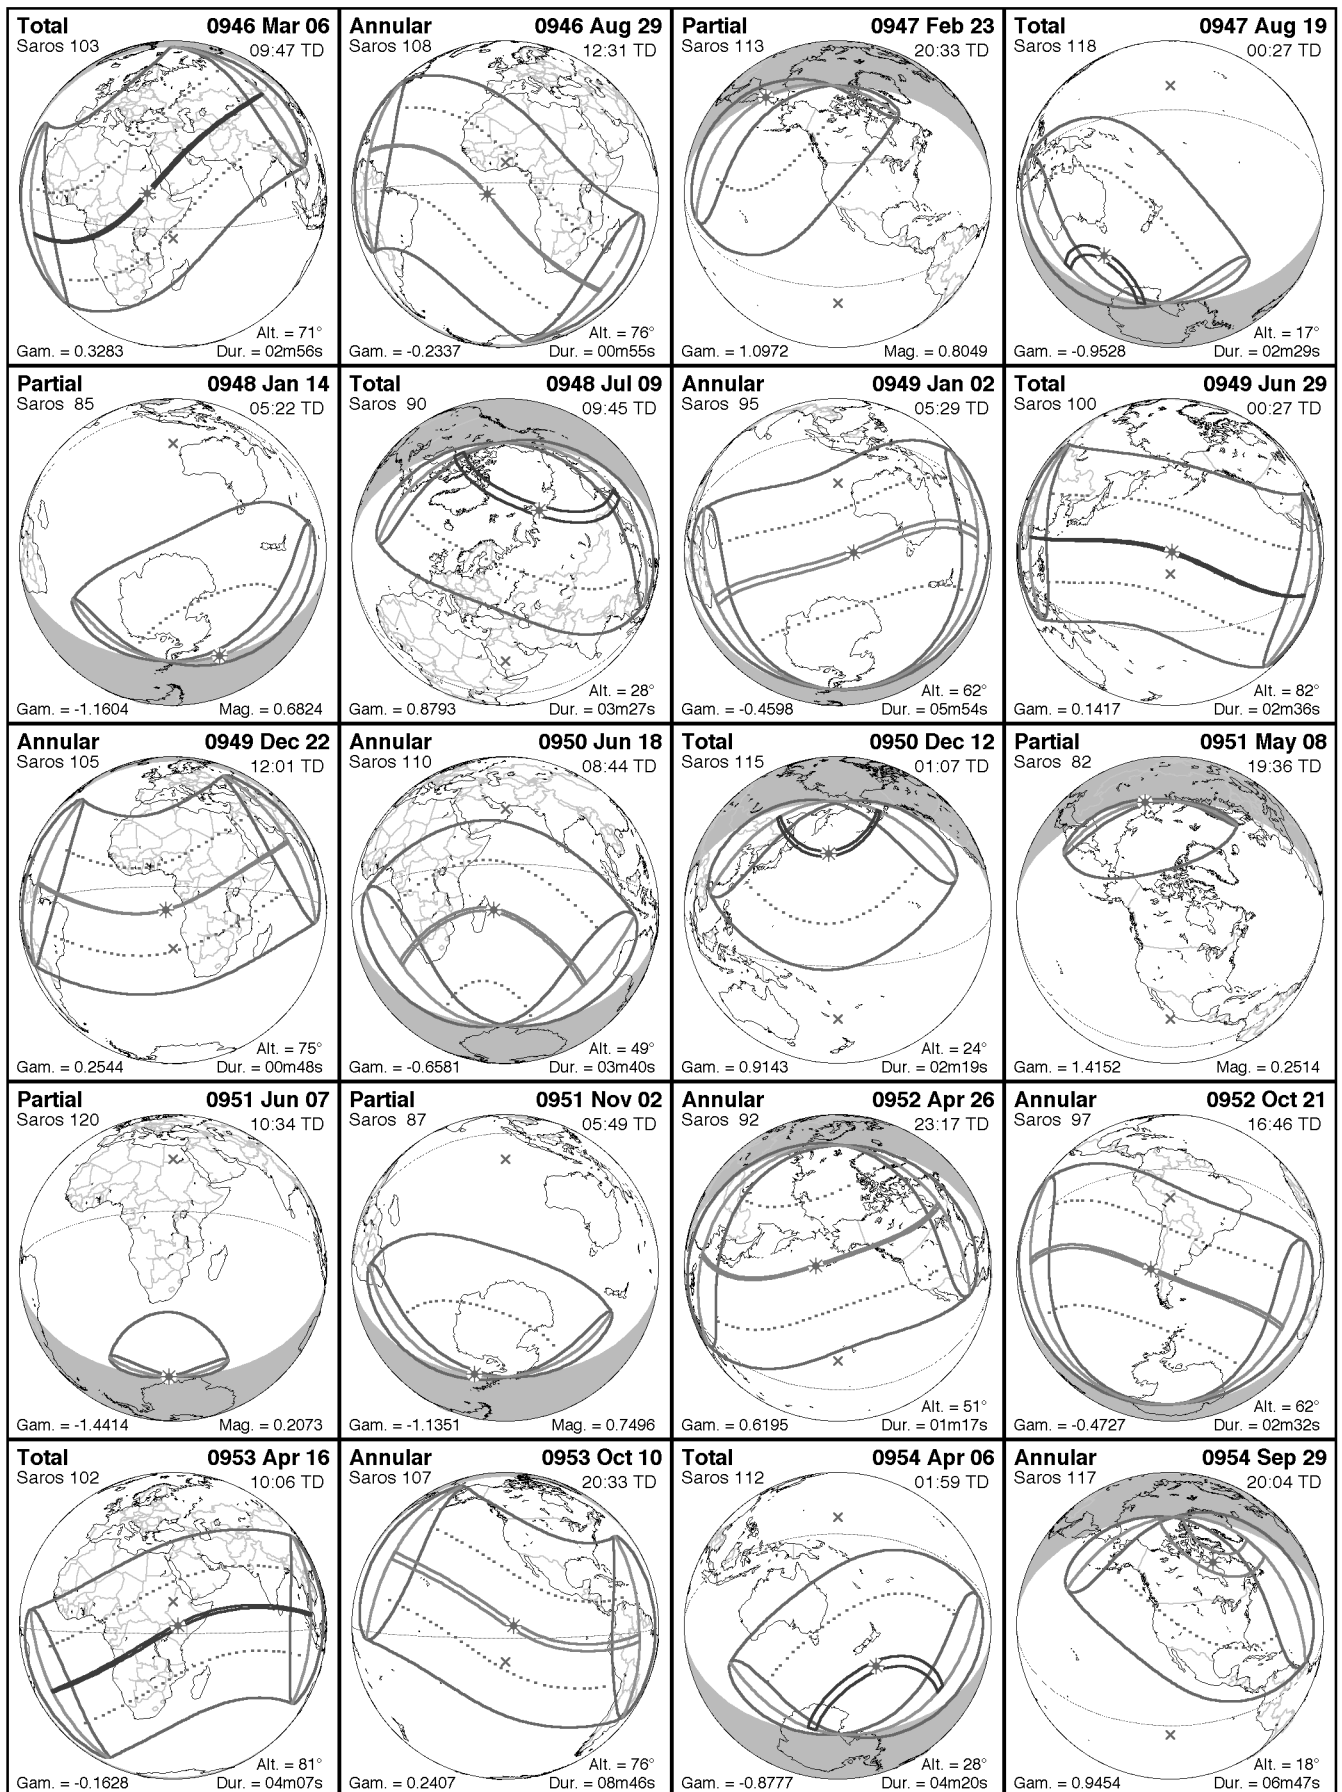 Total 0946 Mar 06
Saros 103 09:47 TD
Alt. = 71°
Gam. = 0.3283 Dur. = 02m56s
Annular 0946 Aug 29
Saros 108 12:31 TD
Alt. = 76°
Gam. = -0.2337 Dur. = 00m55s
Partial 0947 Feb 23
Saros 113 20:33 TD
Gam. = 1.0972 Mag. = 0.8049
Total 0947 Aug 19
Saros 118 00:27 TD
Alt. = 17°
Gam. = -0.9528 Dur. = 02m29s
Partial 0948 Jan 14
Saros 85 05:22 TD
Gam. = -1.1604 Mag. = 0.6824
Total 0948 Jul 09
Saros 90 09:45 TD
Alt. = 28°
Gam. = 0.8793 Dur. = 03m27s
Annular 0949 Jan 02
Saros 95 05:29 TD
Alt. = 62°
Gam. = -0.4598 Dur. = 05m54s
Total 0949 Jun 29
Saros 100 00:27 TD
Alt. = 82°
Gam. = 0.1417 Dur. = 02m36s
Annular 0949 Dec 22
Saros 105 12:01 TD
Alt. = 75°
Gam. = 0.2544 Dur. = 00m48s
Annular 0950 Jun 18
Saros 110 08:44 TD
Alt. = 49°
Gam. = -0.6581 Dur. = 03m40s
Total 0950 Dec 12
Saros 115 01:07 TD
Alt. = 24°
Gam. = 0.9143 Dur. = 02m19s
Partial 0951 May 08
Saros 82 19:36 TD
Gam. = 1.4152 Mag. = 0.2514
Partial 0951 Jun 07
Saros 120 10:34 TD
Gam. = -1.4414 Mag. = 0.2073
Partial 0951 Nov 02
Saros 87 05:49 TD
Gam. = -1.1351 Mag. = 0.7496
Annular 0952 Apr 26
Saros 92 23:17 TD
Alt. = 51°
Gam. = 0.6195 Dur. = 01m17s
Annular 0952 Oct 21
Saros 97 16:46 TD
Alt. = 62°
Gam. = -0.4727 Dur. = 02m32s
Total 0953 Apr 16
Saros 102 10:06 TD
Alt. = 81°
Gam. = -0.1628 Dur. = 04m07s
Annular 0953 Oct 10
Saros 107 20:33 TD
Alt. = 76°
Gam. = 0.2407 Dur. = 08m46s
Total 0954 Apr 06
Saros 112 01:59 TD
Alt. = 28°
Gam. = -0.8777 Dur. = 04m20s
Annular 0954 Sep 29
Saros 117 20:04 TD
Alt. = 18°
Gam. = 0.9454 Dur. = 06m47s